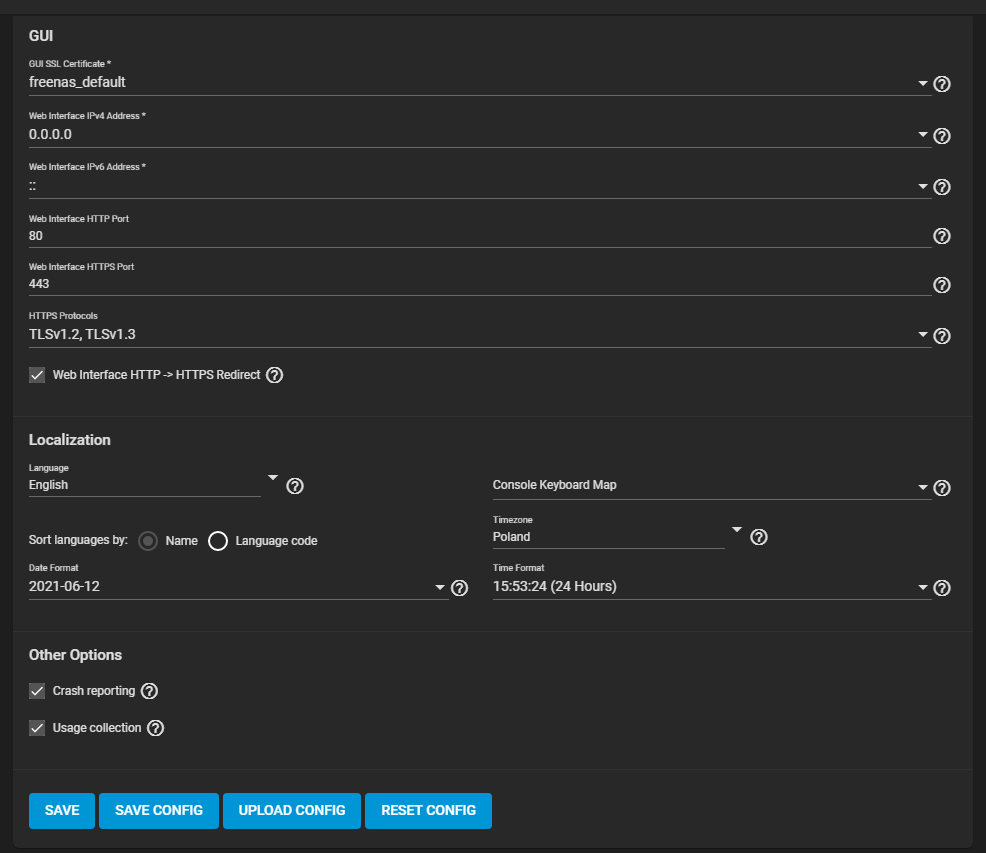 GUI
GUI SSL Certificate *
freenas_default
Web Interface IPv4 Address *
0.0.0.0
Web Interface IPv6 Address *
::
Web Interface HTTP Port
80
Web Interface HTTPS Port
443
HTTPS Protocols
TLSv1.2, TLSv1.3
Web Interface HTTP -> HTTPS Redirect
Localization
Language
English
Console Keyboard Map
Sort languages by: Name Language code
Timezone
Poland
Date Format
2021-06-12
Time Format
15:53:24 (24 Hours)
Other Options
Crash reporting
Usage collection
SAVE SAVE CONFIG UPLOAD CONFIG RESET CONFIG